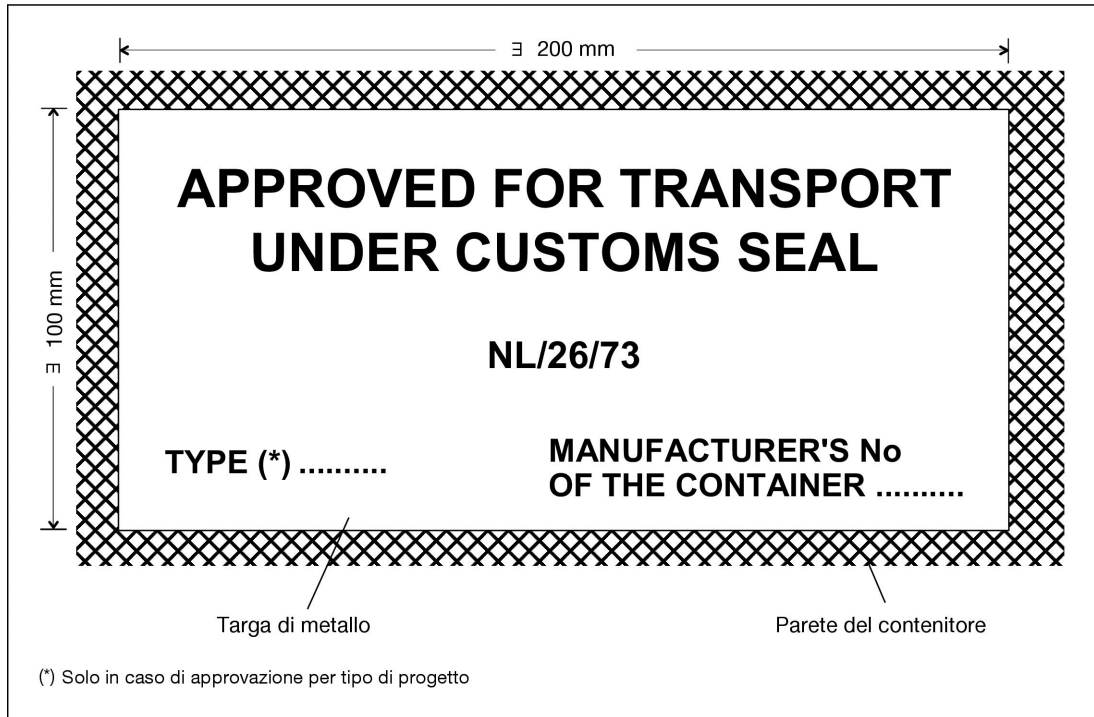 ∃ 200 mm
∃ 100 mm
APPROVED FOR TRANSPORT
UNDER CUSTOMS SEAL
NL/26/73
TYPE (*) ..........
MANUFACTURER'S No
OF THE CONTAINER ..........
Targa di metallo
Parete del contenitore
(*) Solo in caso di approvazione per tipo di progetto